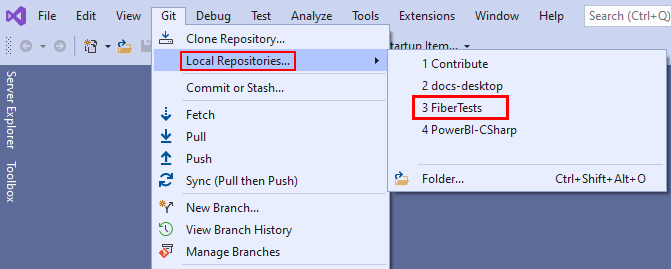 File Edit View Git Debug Test Analyze Tools Extensions Window Help Search (Ctrl+Q)
Clone Repository...
Local Repositories...
artup Item...
1 Contribute
2 docs-desktop
3 FiberTests
4 PowerBI-CSharp
Folder... Ctrl+Shift+Alt+O
Commit or Stash...
Fetch
Pull
Push
Sync (Pull then Push)
New Branch...
View Branch History
Manage Branches
Server Explorer
Toolbox